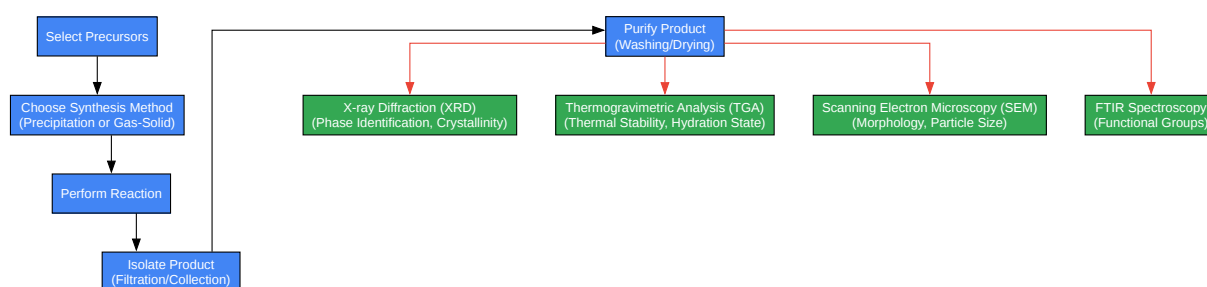 Select Precursors
Choose Synthesis Method
(Precipitation or Gas-Solid)
Perform Reaction
Isolate Product
(Filtration/Collection)
Purify Product
(Washing/Drying)
X-ray Diffraction (XRD)
(Phase Identification, Crystallinity)
Thermogravimetric Analysis (TGA)
(Thermal Stability, Hydration State)
Scanning Electron Microscopy (SEM)
(Morphology, Particle Size)
FTIR Spectroscopy
(Functional Groups)